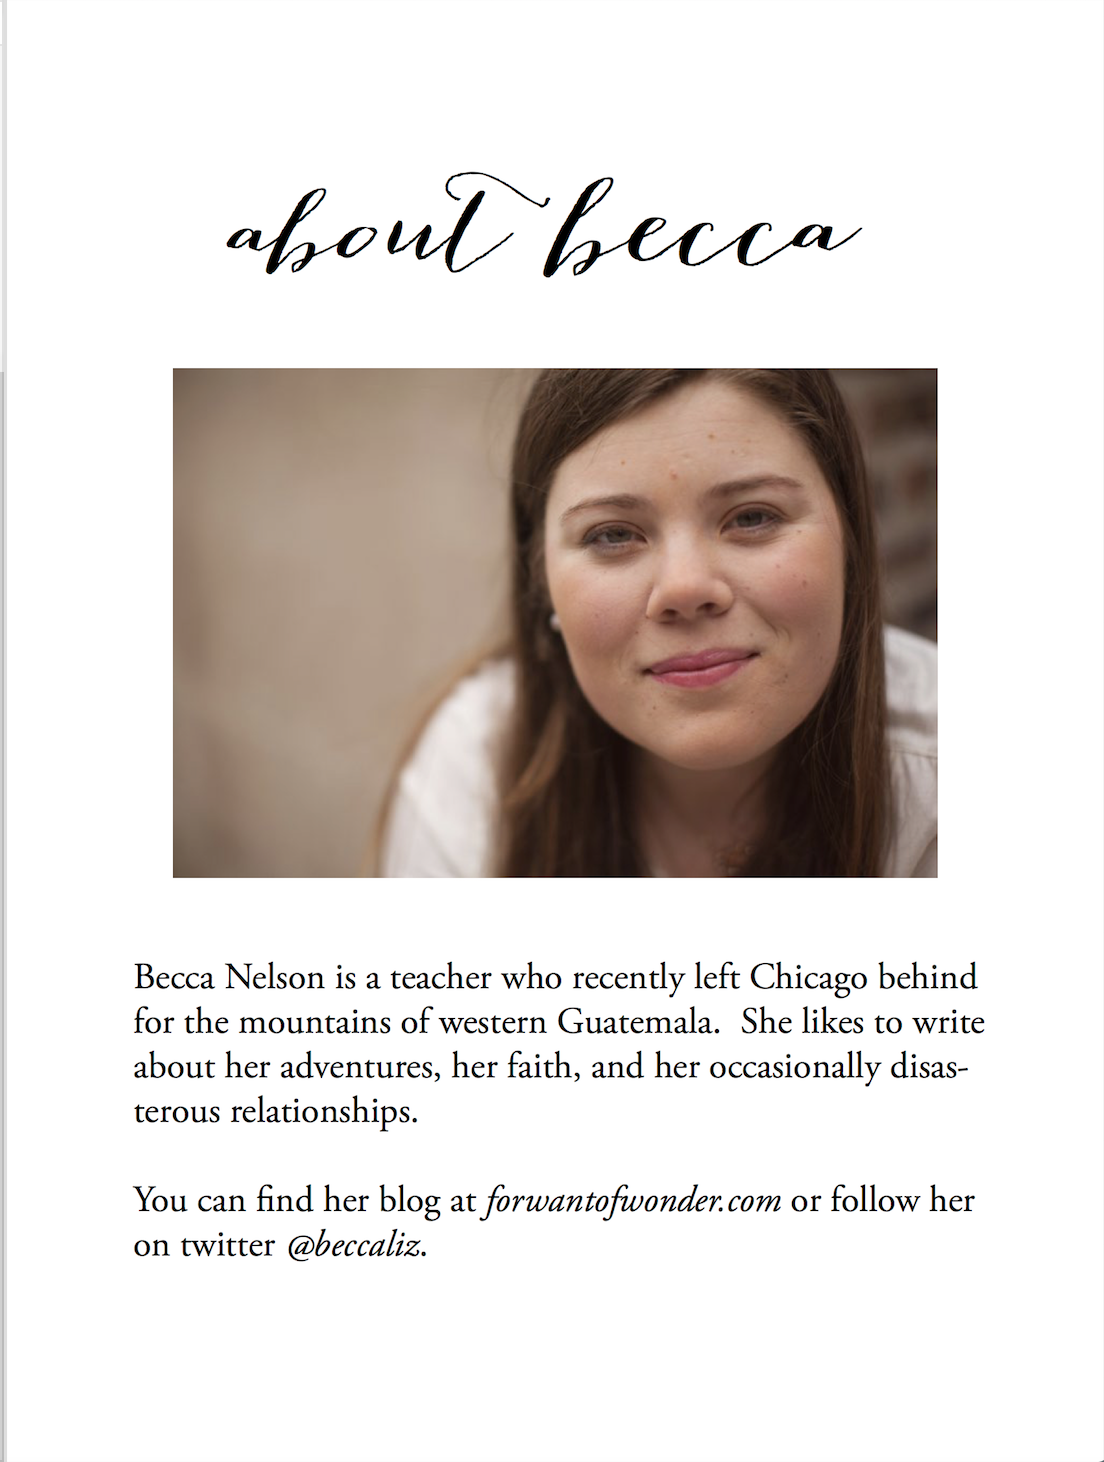 about becca
Becca Nelson is a teacher who recently left Chicago behind
for the mountains of western Guatemala.  She likes to write
about her adventures, her faith, and her occasionally disas-
terous relationships.
You can find her blog at forwantofwonder.com or follow her
on twitter @beccaliz.